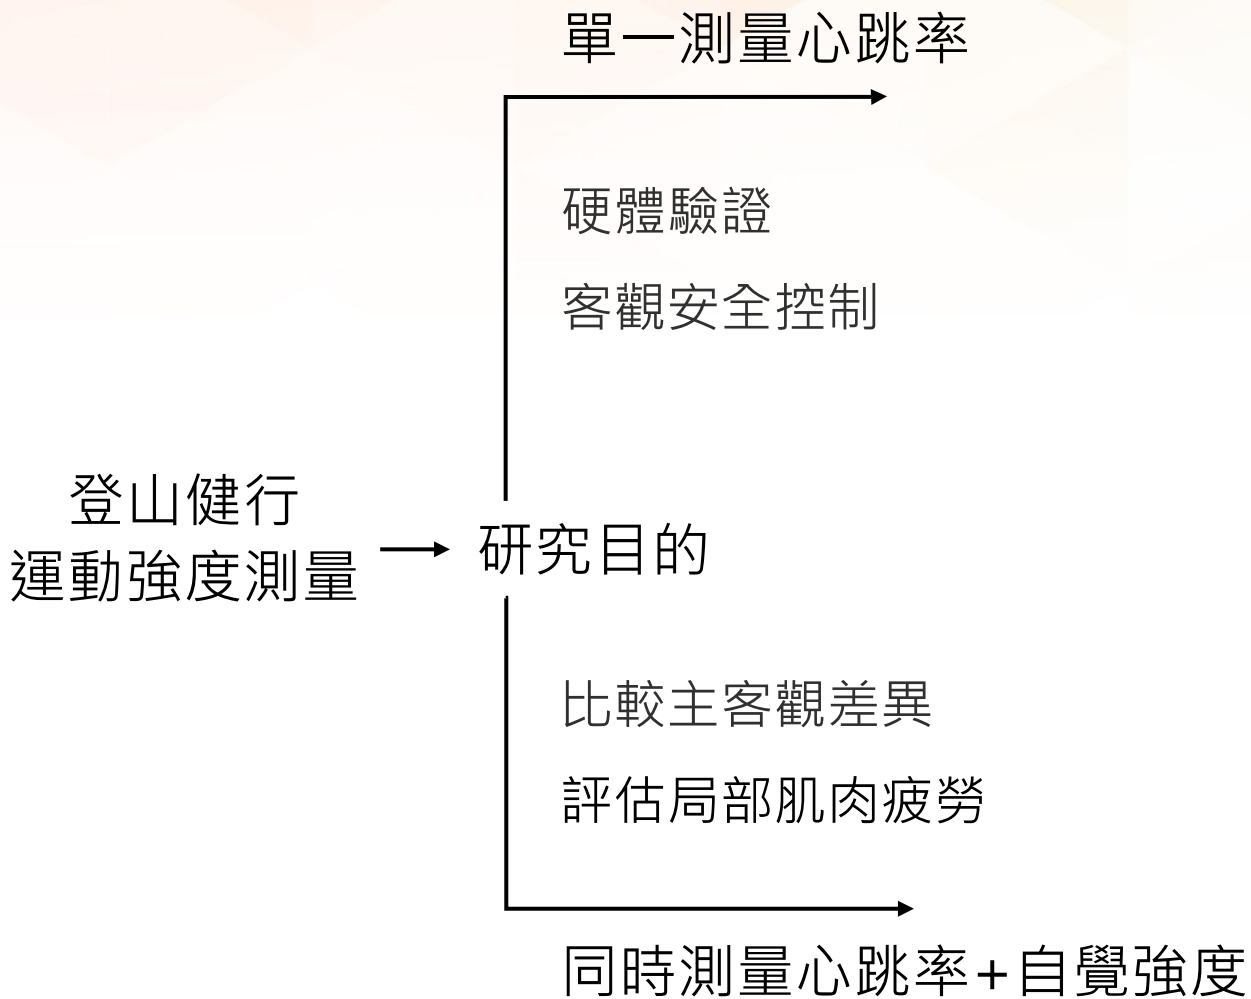 單一測量心跳率
硬體驗證
客觀安全控制
登山健行
運動強度測量
研究目的
比較主客觀差異
評估局部肌肉疲勞
同時測量心跳率+自覺強度